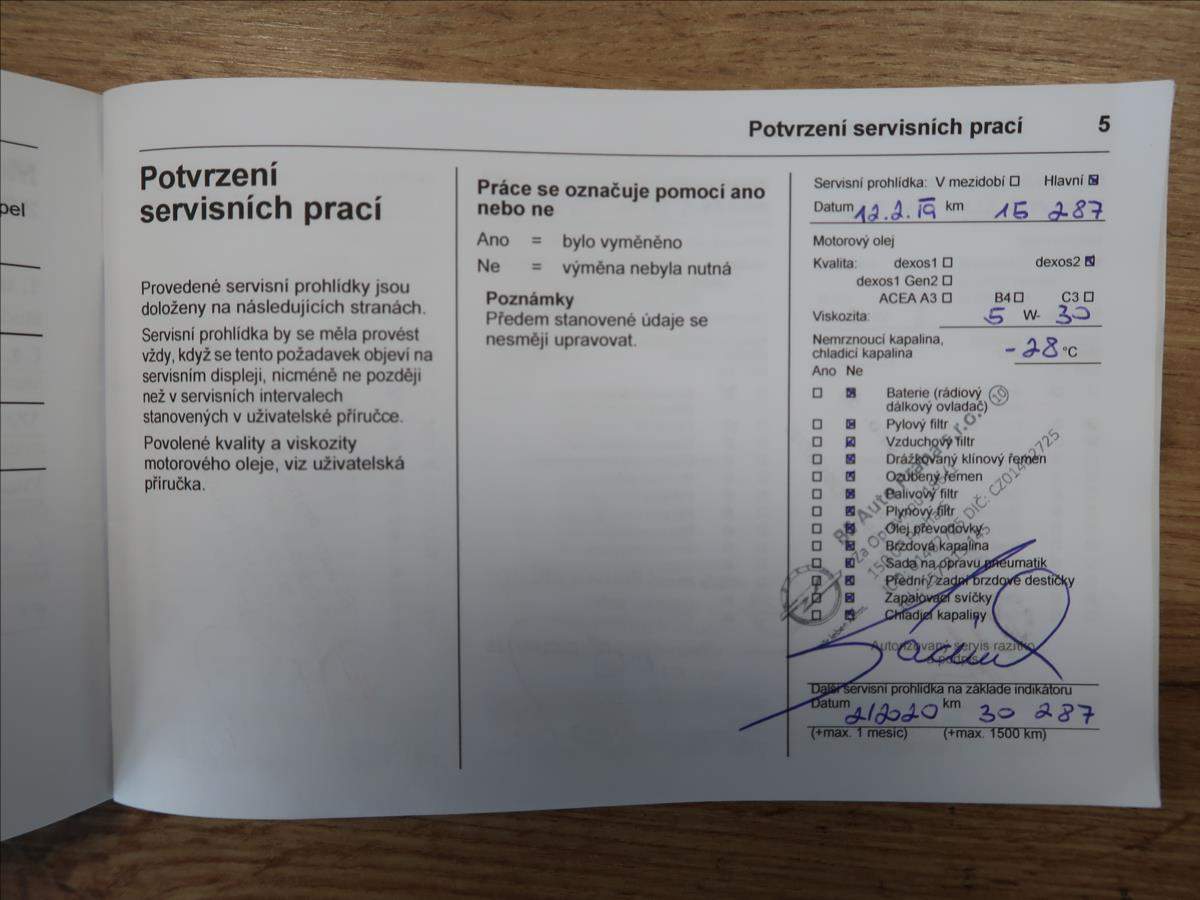 pel
Potvrzení servisních prací 5
Potvrzení
servisních prací
Provedené servisní prohlídky jsou
doloženy na následujících stranách.
Servisní prohlídka by se měla provést
vždy, když se tento požadavek objeví na
servisním displeji, nicméně ne později
než v servisních intervalech
stanovených v uživatelské příručce.
Povolené kvality a viskozity
motorového oleje, viz uživatelská
příručka.
Práce se označuje pomocí ano
nebo ne
Ano = bylo vyměněno
Ne = výměna nebyla nutná
Poznámky
Předem stanovené údaje se
nesmějí upravovat.
Servisní prohlídka: V mezidobí Hlavní
Datum 12.2. 19 km 15 287
Motorový olej
Kvalita: dexos1 dexos2
dexos1 Gen2
ACEA A3 B4 C3
Viskozita: 5 W- 30
Nemrznoucí kapalina,
chladicí kapalina -28 °C
Ano Ne
Baterie (rádiový
dálkový ovladač)
Pylový filtr
Vzduchový filtr
Drážkovaný klínový řemen
Ozubený řemen
Palivový filtr
Plynový filtr
Olej převodovky
Brzdová kapalina
Sada na opravu pneumatik
Přední / zadní brzdové destičky
Zapalovací svíčky
Chladicí kapaliny
10
Auto Praha s.r.o.
Autorizovaný servis razítko
a podpis
Další servisní prohlídka na základe indikátoru
Datum 2/2020 km 30 287
(+max. 1 mesíc) (+max. 1500 km)